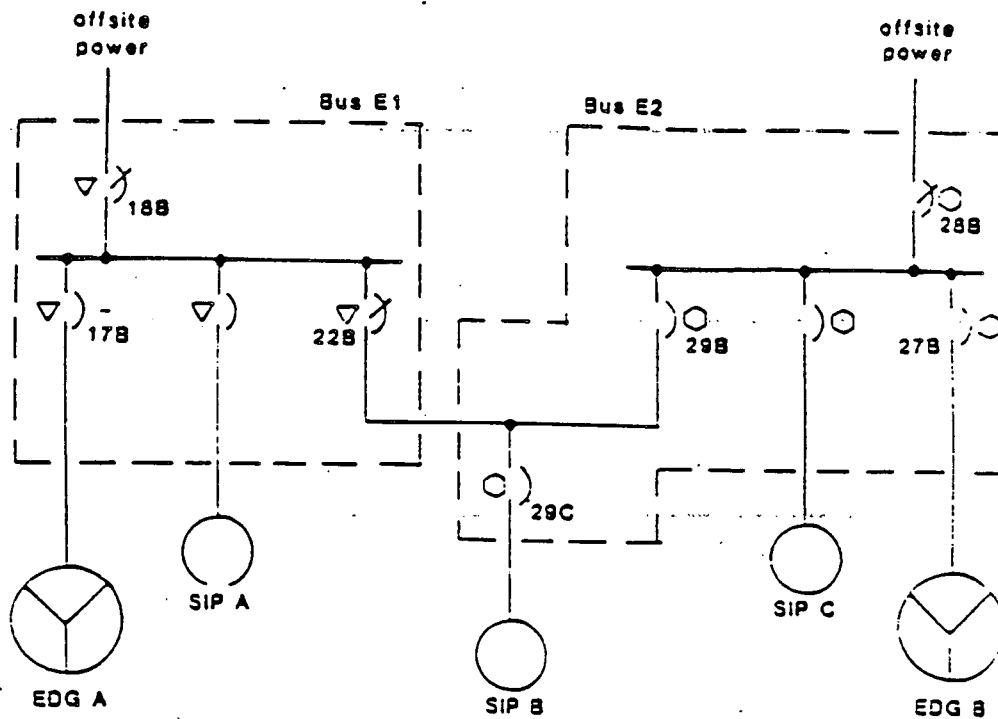 offsite
power
offsite
power
Bus E1
Bus E2
18B
28B
17B
22B
29B
27B
29C
SIP A
SIP C
EDG A
SIP B
EDG B